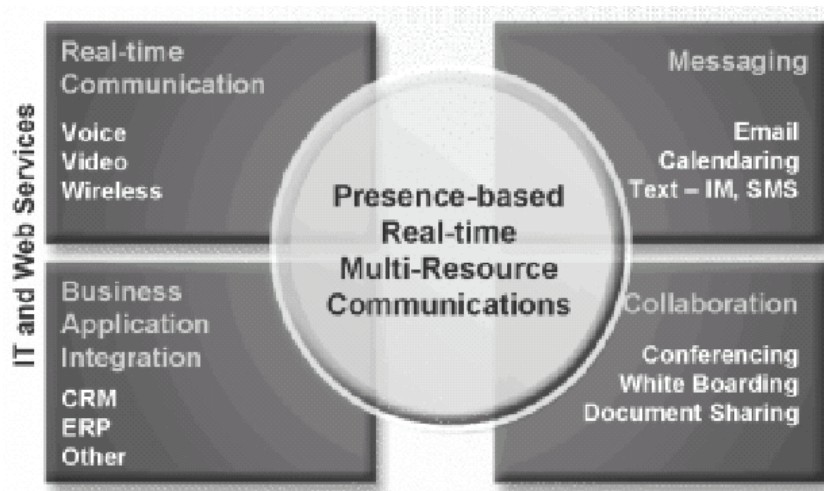 IT and Web Services
Real-time
Communication
Voice
Video
Wireless
Messaging
Email
Calendaring
Text – IM, SMS
Presence-based
Real-time
Multi-Resource
Communications
Business
Application
Integration
CRM
ERP
Other
Collaboration
Conferencing
White Boarding
Document Sharing